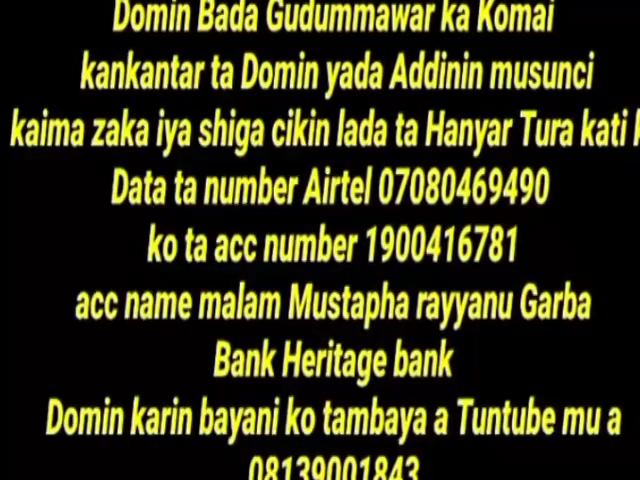 Domin Bada Gudummawar ka Komai
kankantar ta Domin yada Addinin musunci
kaima zaka iya shiga cikin lada ta Hanyar Tura kati
Data ta number Airtel 07080469490
ko ta acc number 1900416781
acc name malam Mustapha rayyanu Garba
Bank Heritage bank
Domin karin bayani ko tambaya a Tuntube mu a
08139001843